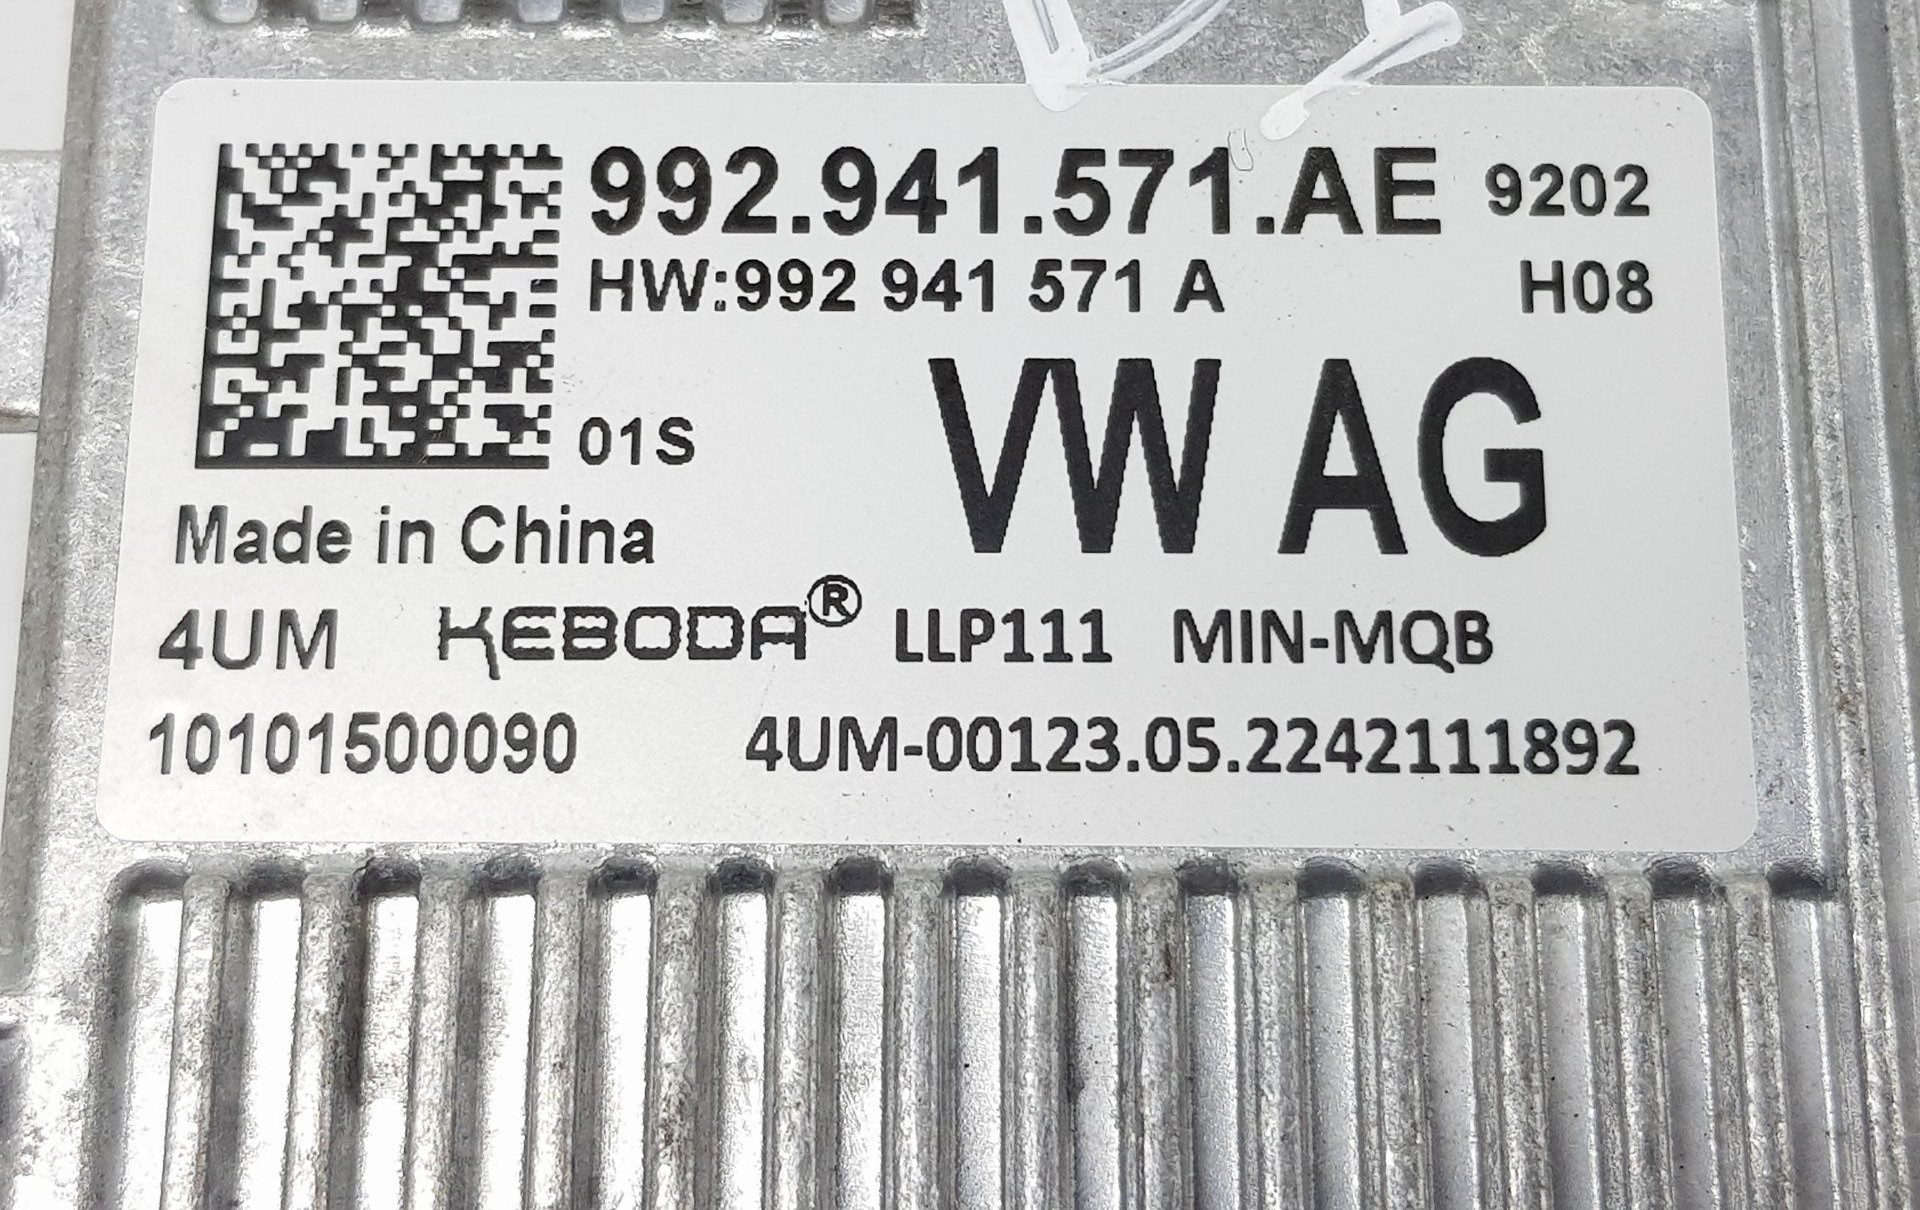 992.941.571.AE 9202
HW:992 941 571 A H08
VW AG
01S
Made in China
4UM KEBODA® LLP111 MIN-MQB
10101500090 4UM-00123.05.2242111892